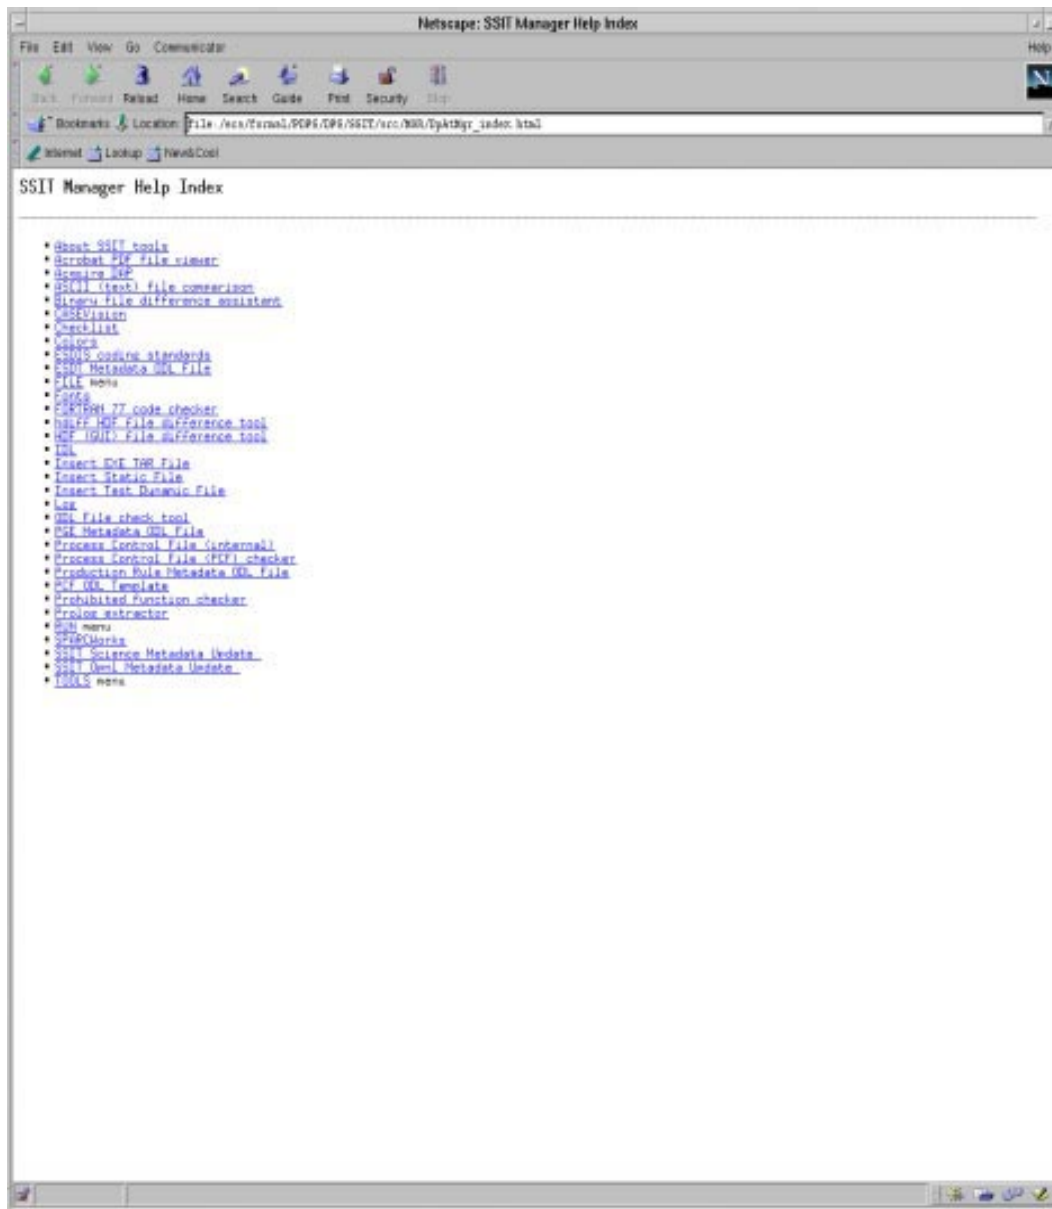 Netscape: SSIT Manager Help Index
File Edit View Go Communicator Help
Back Forward Reload Home Search Guide Print Security Stop
Bookmarks Location: file:/ecs/formal/PDPS/DPS/SSIT/src/MGR/DpAtMgr_index.html
Internet Lookup New&Cool
SSIT Manager Help Index
About SSIT tools
Acrobat PDF file viewer
Acquire DAP
ASCII (text) file comparison
Binary file difference assistant
CASEVision
Checklist
Colors
ESDIS coding standards
ESDT Metadata ODL File
FILE menu
Fonts
FORTRAN 77 code checker
hdiff HDF file difference tool
HDF (GUI) file difference tool
IDL
Insert EXE TAR File
Insert Static File
Insert Test Dynamic File
Log
ODL File check tool
PGE Metadata ODL File
Process Control File (internal)
Process Control File (PCF) checker
Production Rule Metadata ODL file
PCF ODL Template
Prohibited Function checker
Prolog extractor
RUN menu
SPARCWorks
SSIT Science Metadata Update
SSIT Opnl Metadata Update
TOOLS menu